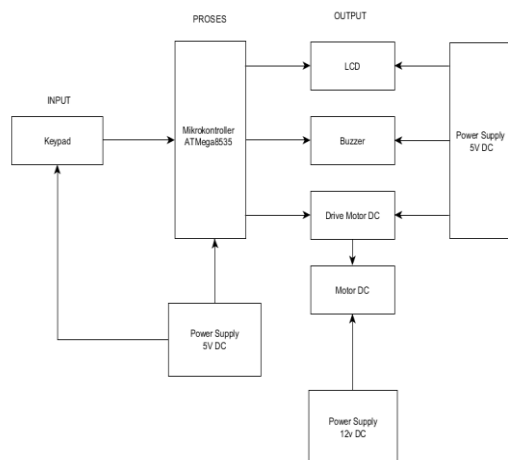 PROSES
OUTPUT
LCD
INPUT
Keypad
Mikrokontroller
ATMega8535
Buzzer
Power Supply
5V DC
Drive Motor DC
Motor DC
Power Supply
5V DC
Power Supply
12v DC